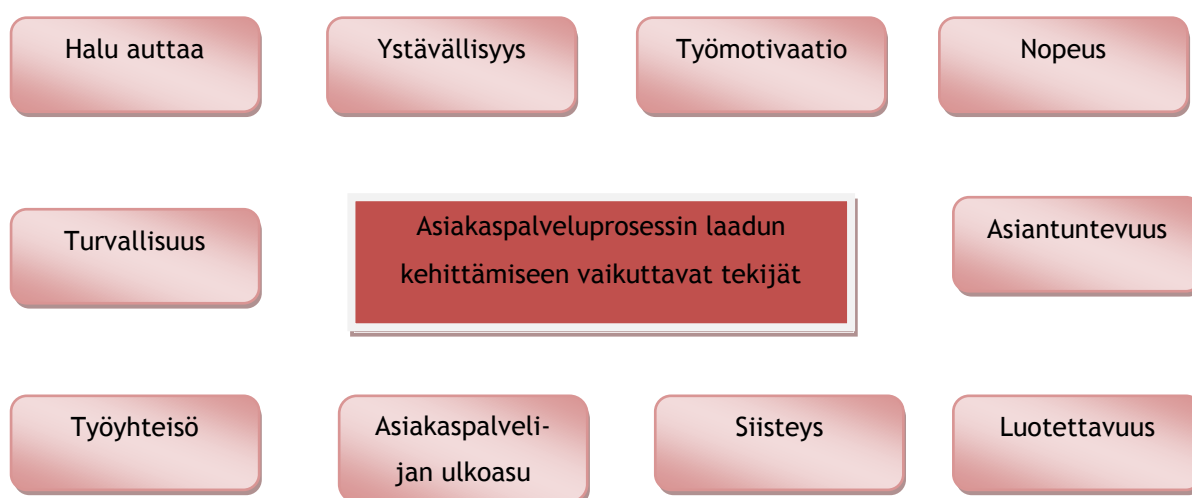 Halu auttaa
Ystävällisyys
Työmotivaatio
Nopeus
Turvallisuus
Asiakaspalveluprosessin laadun
kehittämiseen vaikuttavat tekijät
Asiantuntevuus
Työyhteisö
Asiakaspalveli-
jan ulkoasu
Siisteys
Luotettavuus